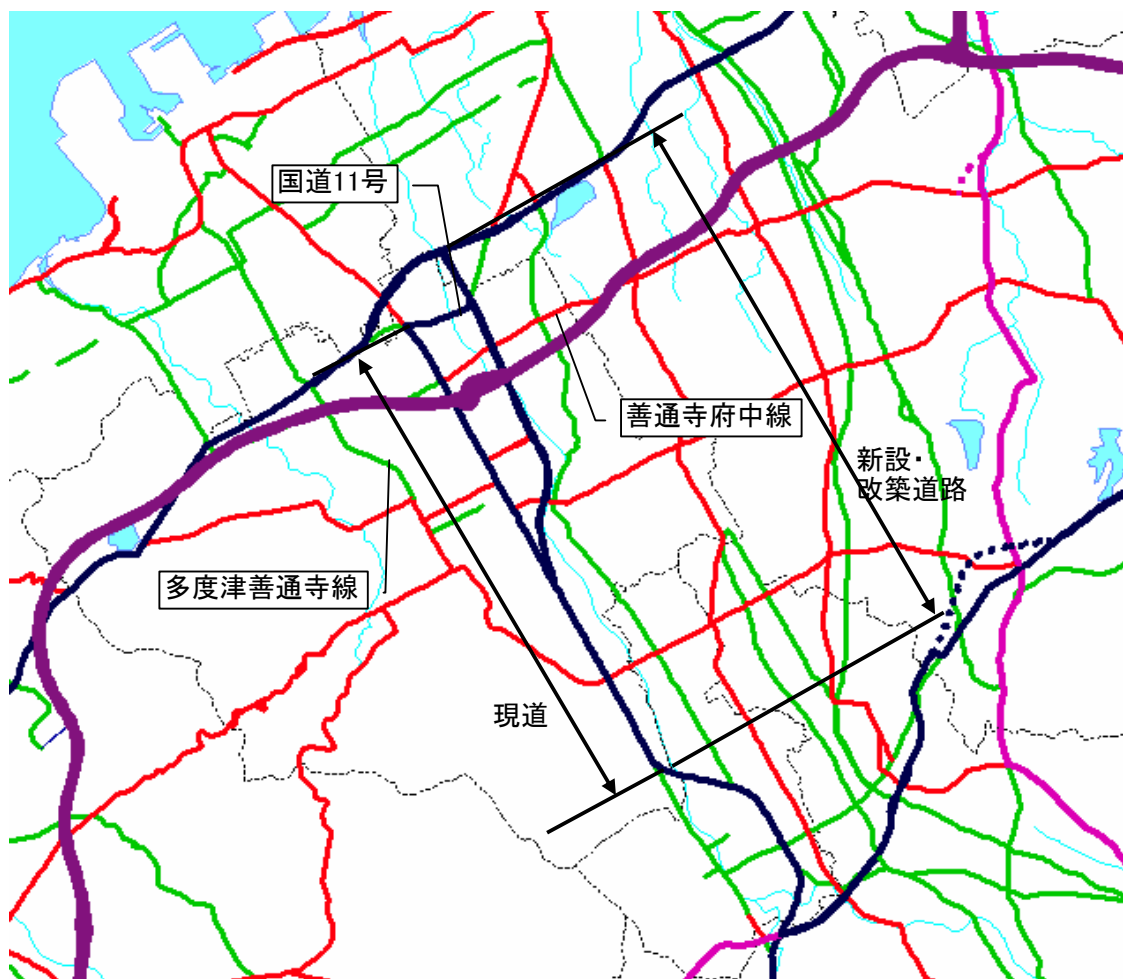 国道11号
善通寺府中線
新設・
改築道路
多度津善通寺線
現道